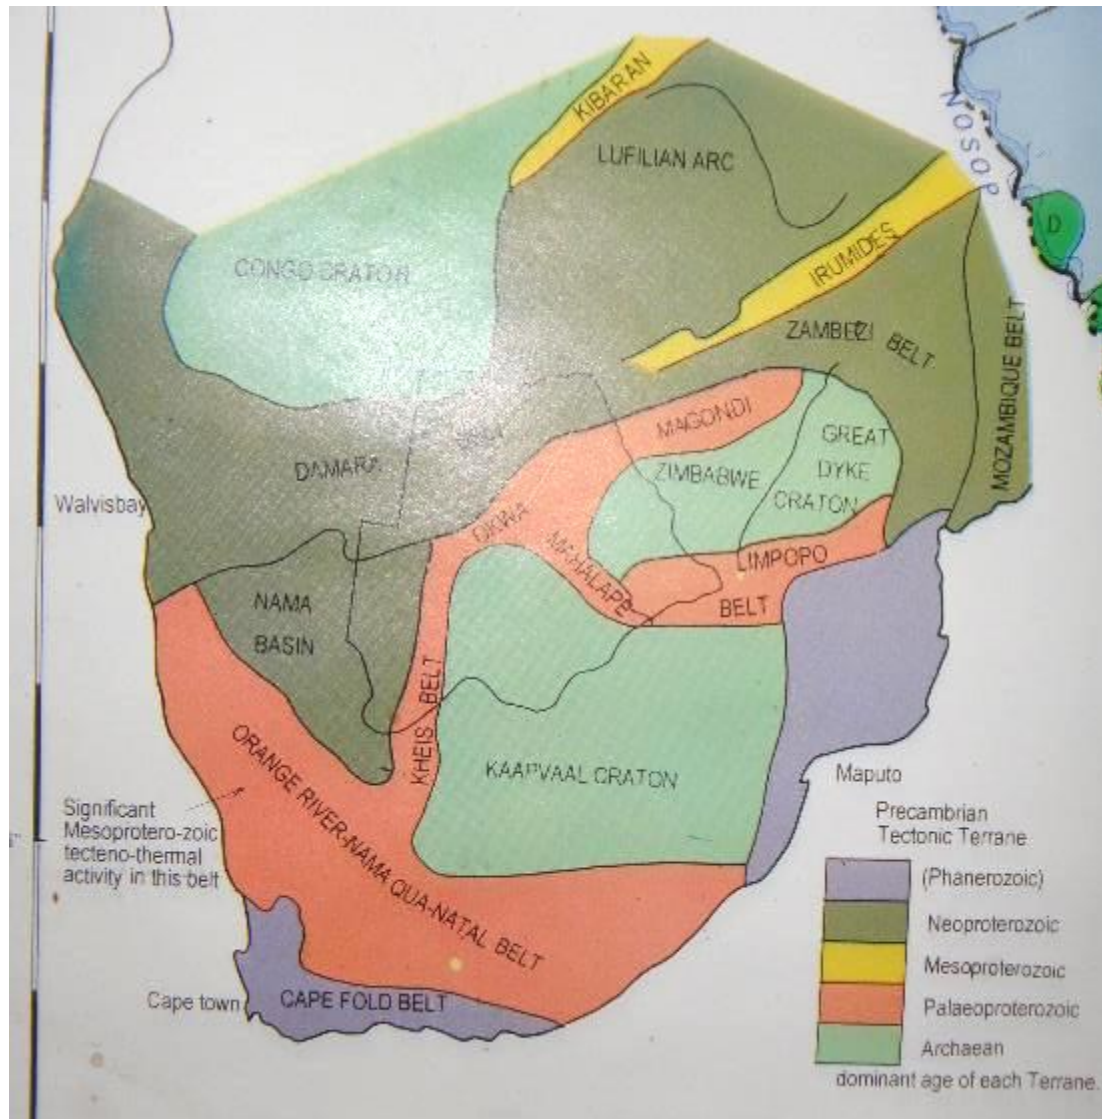 KIBARAN
LUFILIAN ARC
NOSOP
D
CONGO CRATON
IRUMIDES
ZAMBEZI BELT
MOZAMBIQUE BELT
MAGONDI
GREAT
DYKE
CRATON
ZIMBABWE
DAMARA
Walvisbay
OKWA
MAHALAPE
LIMPOPO
BELT
NAMA
BASIN
KHEIS BELT
KAAPVAAL CRATON
ORANGE RIVER-NAMA QUA-NATAL BELT
Significant
Mesoprotero-zoic
tecteno-thermal
activity in this belt
Maputo
Precambrian
Tectonic Terrane
(Phanerozoic)
Neoproterozoic
Mesoproterozoic
Palaeoproterozoic
Archaean
dominant age of each Terrane.
Cape town
CAPE FOLD BELT